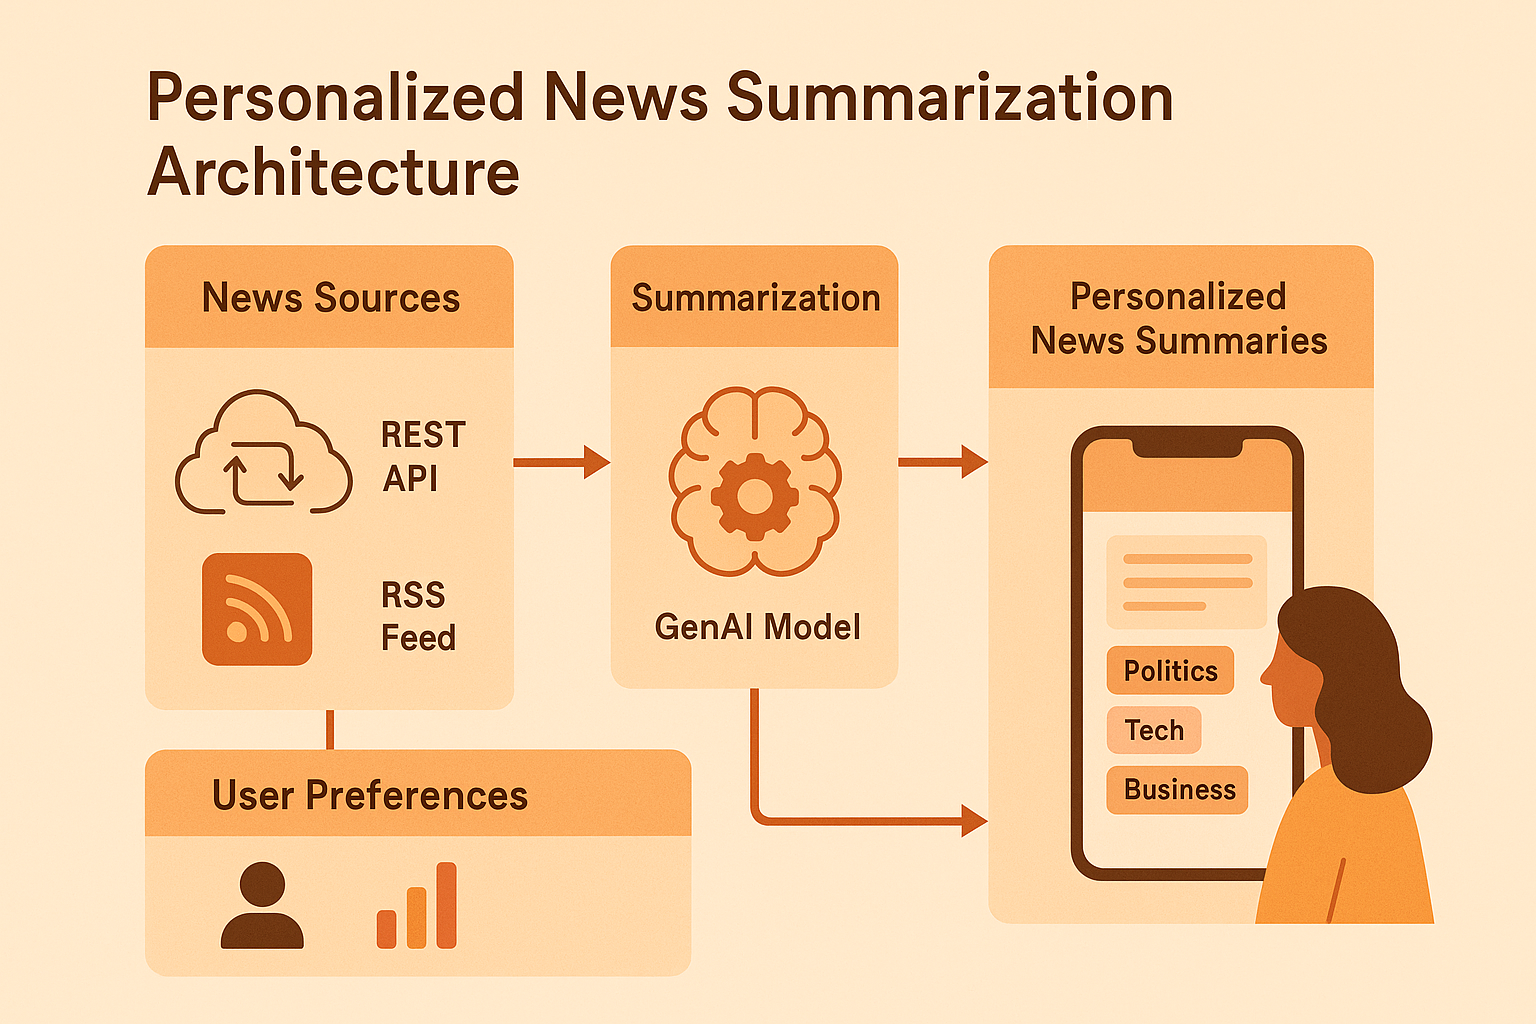 Personalized News Summarization
Architecture
News Sources
REST
API
RSS
Feed
Summarization
GenAI Model
Personalized
News Summaries
Politics
Tech
Business
User Preferences